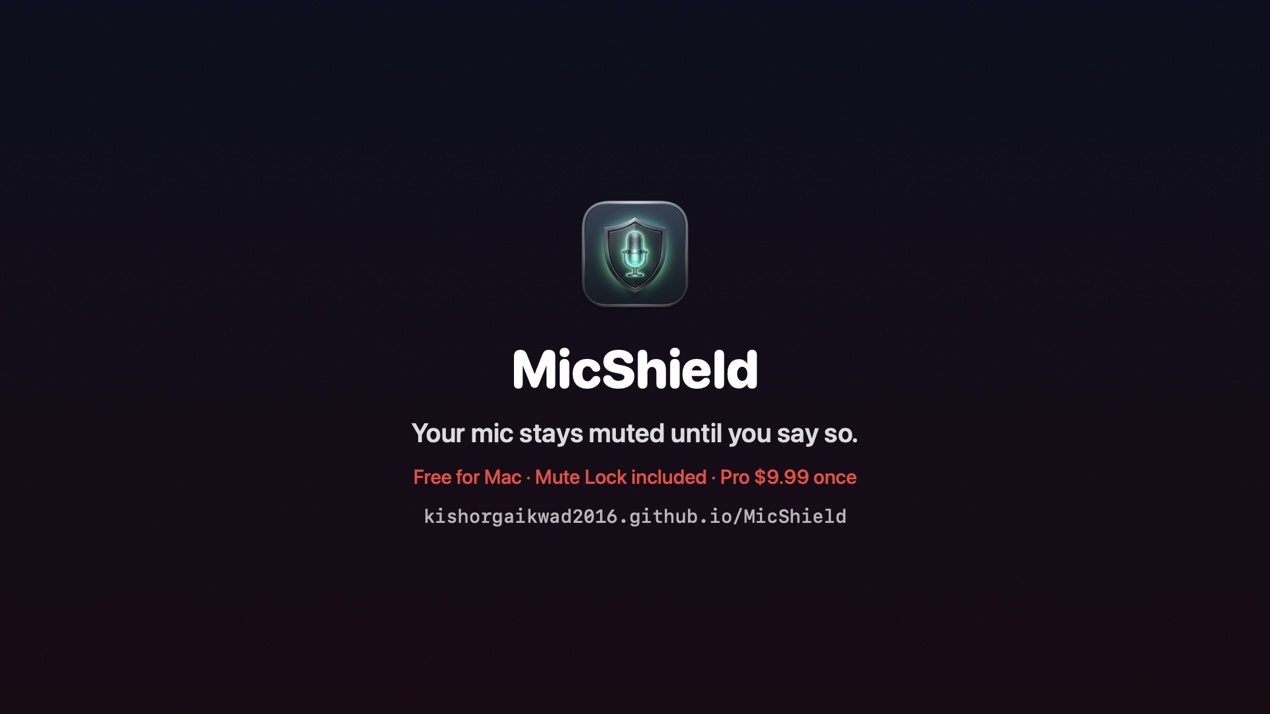 MicShield
Your mic stays muted until you say so.
Free for Mac · Mute Lock included · Pro $9.99 once
kishorgaikwad2016.github.io/MicShield